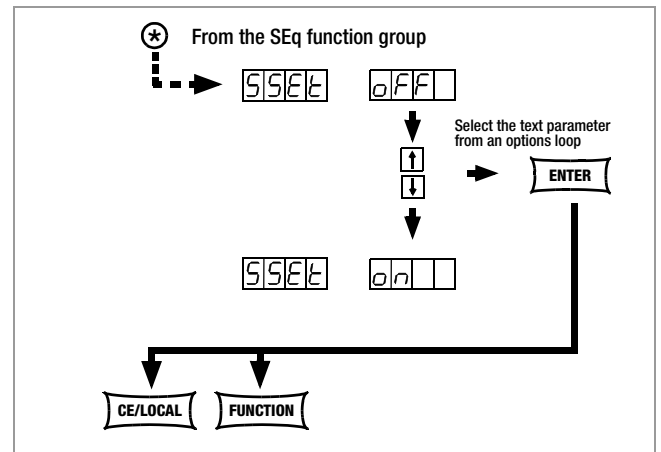 From the SEq function group
SSEt oFF
Select the text parameter
from an options loop
↑
ENTER
↓
SSEt on
CE/LOCAL FUNCTION